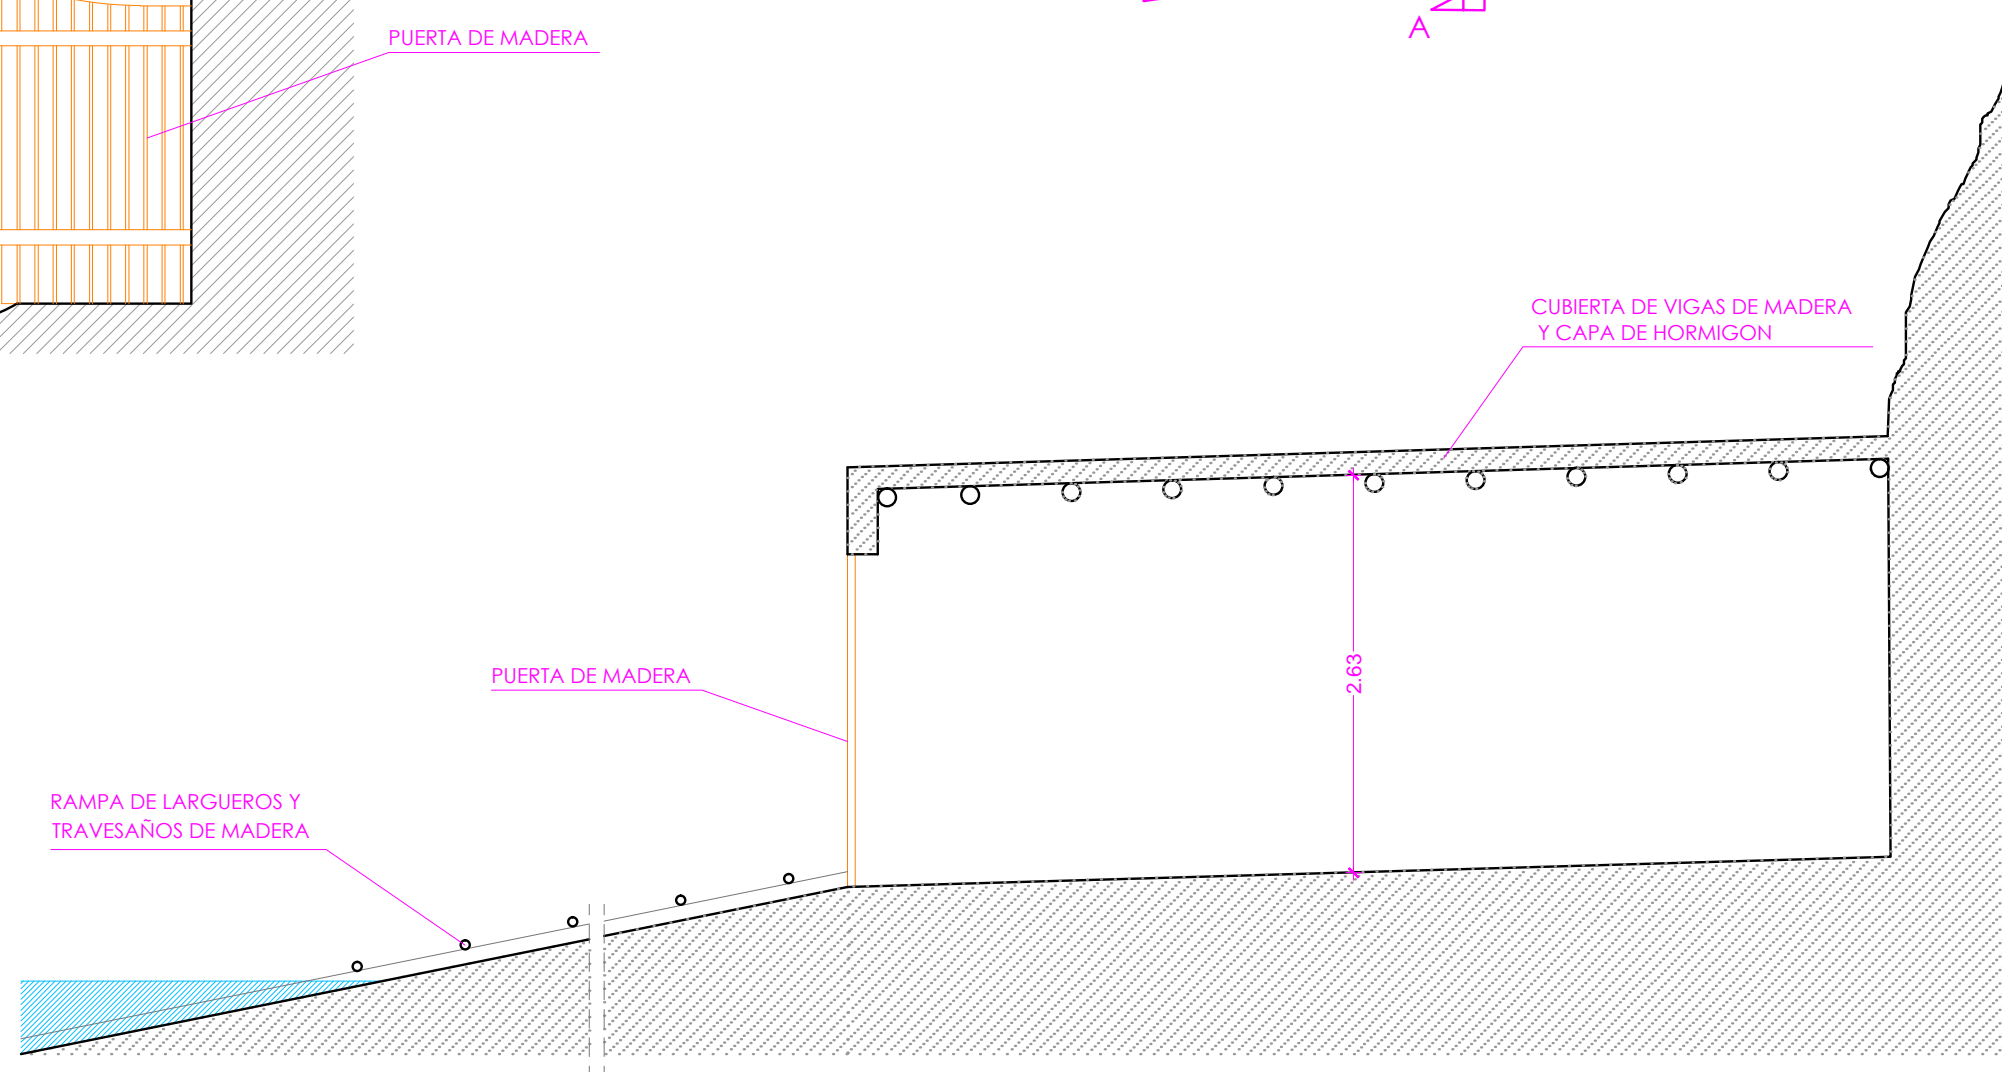 PUERTA DE MADERA
A
CUBIERTA DE VIGAS DE MADERA
Y CAPA DE HORMIGON
2.63
PUERTA DE MADERA
RAMPA DE LARGUEROS Y
TRAVESAÑOS DE MADERA